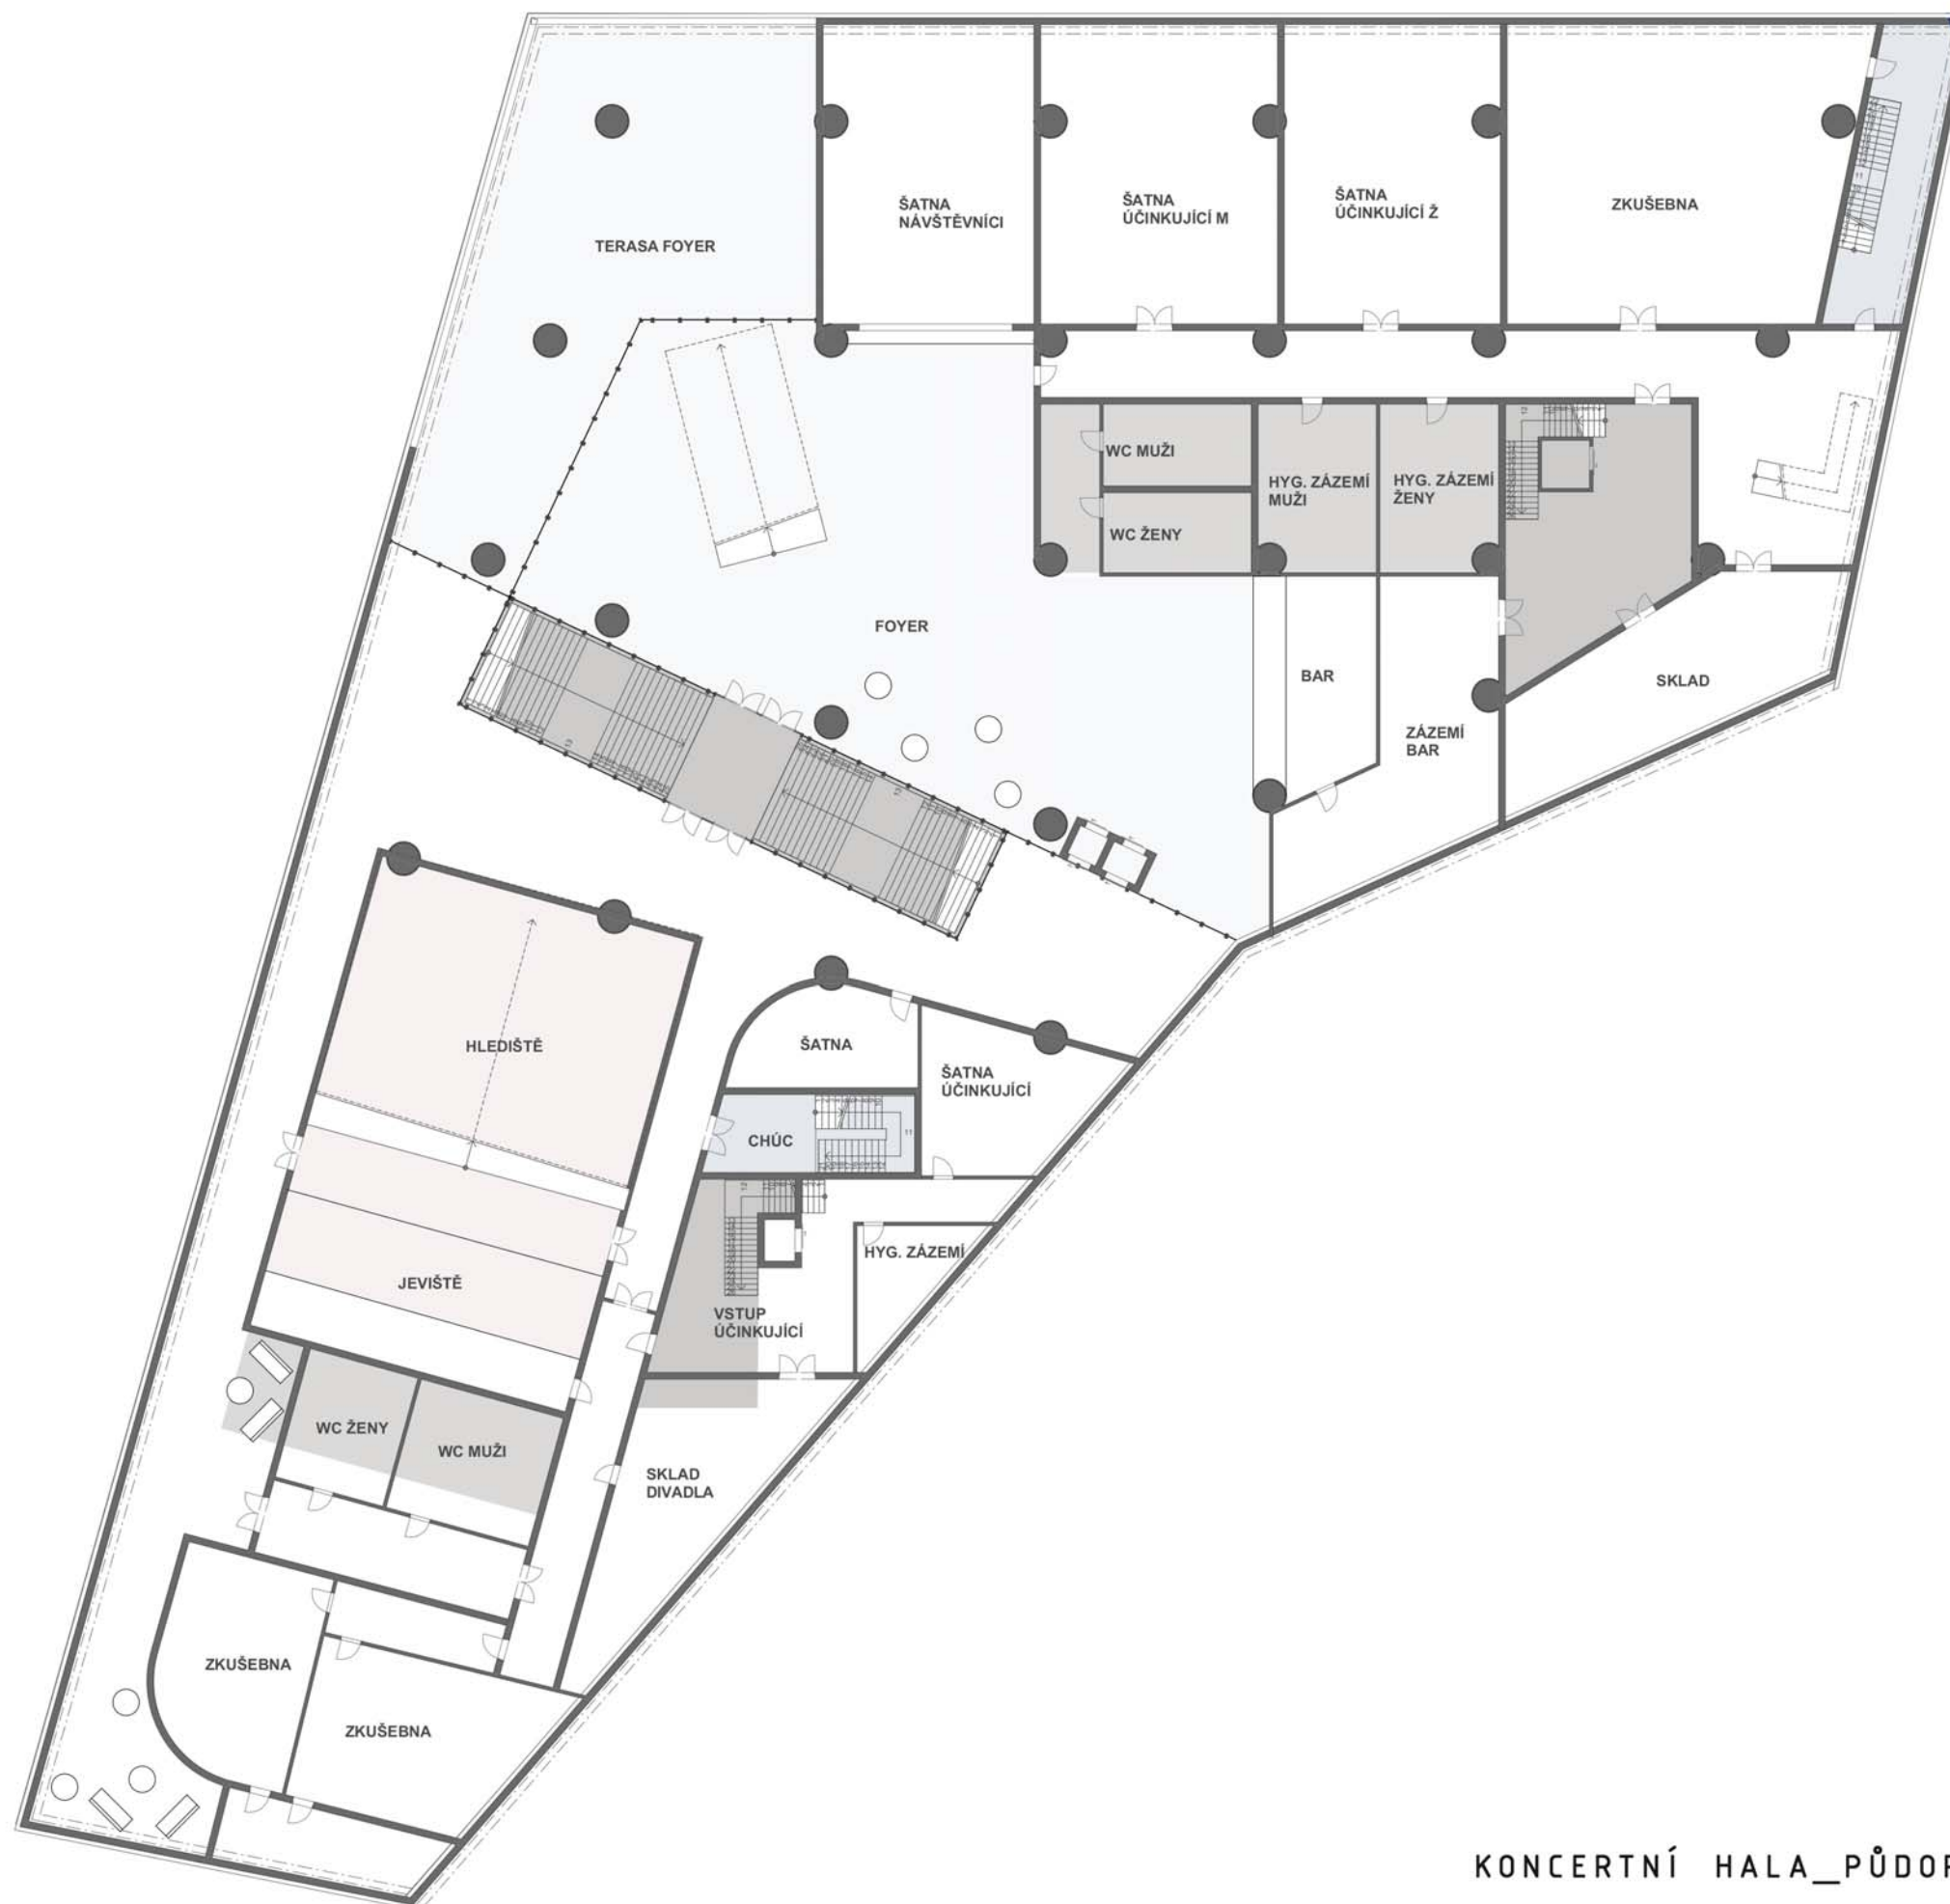 ŠATNA
NÁVŠTĚVNÍCI
ŠATNA
ÚČINKUJÍCÍ M
ŠATNA
ÚČINKUJÍCÍ Ž
ZKUŠEBNA
TERASA FOYER
WC MUŽI
HYG. ZÁZEMÍ
MUŽI
HYG. ZÁZEMÍ
ŽENY
WC ŽENY
FOYER
BAR
SKLAD
ZÁZEMÍ
BAR
HLEDIŠTĚ
ŠATNA
ŠATNA
ÚČINKUJÍCÍ
CHÚC
HYG. ZÁZEMÍ
JEVIŠTĚ
VSTUP
ÚČINKUJÍCÍ
WC ŽENY
WC MUŽI
SKLAD
DIVADLA
ZKUŠEBNA
ZKUŠEBNA
KONCERTNÍ HALA_PŮDOR